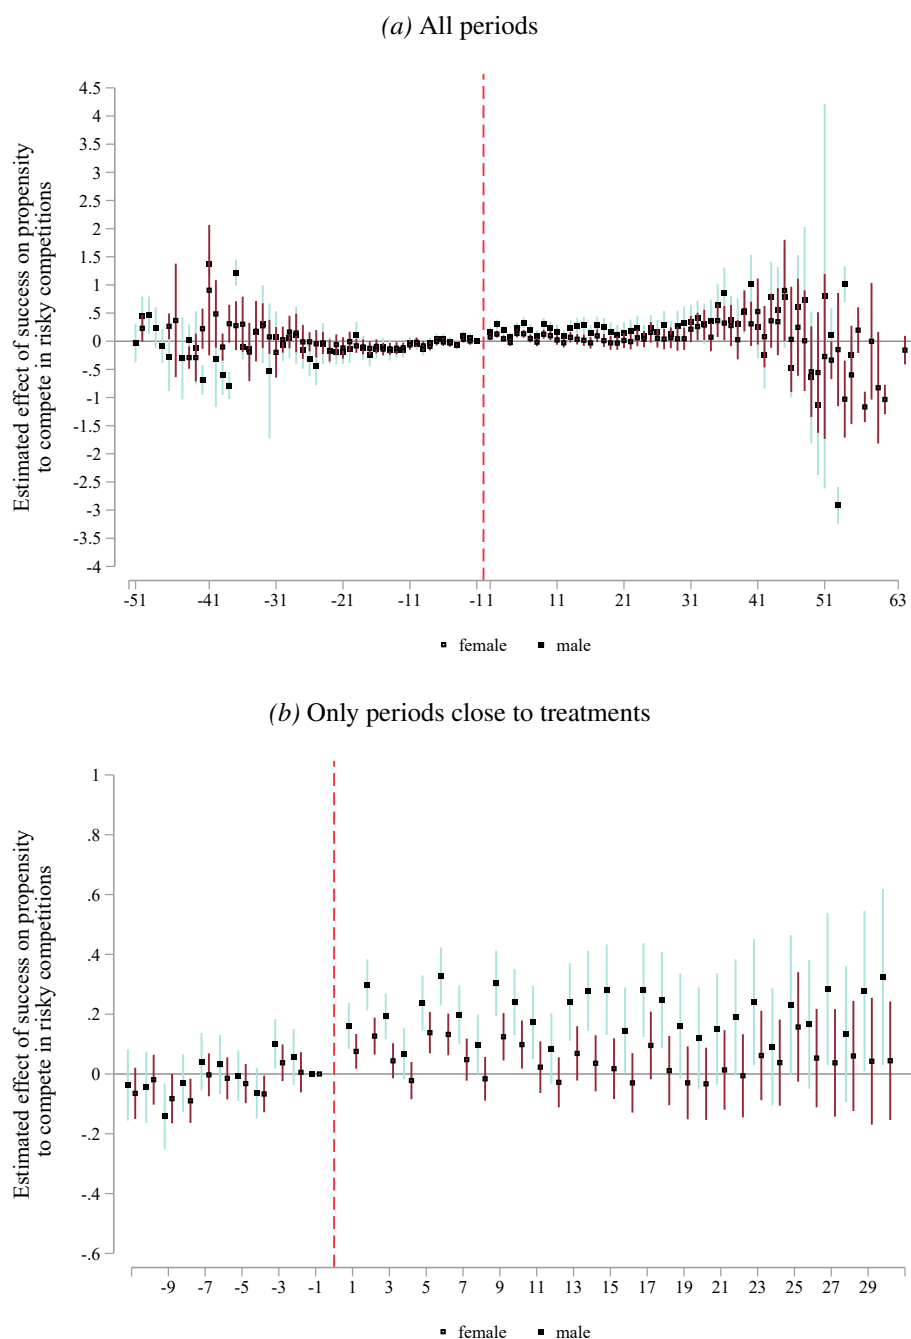 (a) All periods
Estimated effect of success on propensity
to compete in risky competitions
4.5
4
3.5
3
2.5
2
1.5
1
.5
0
-.5
-1
-1.5
-2
-2.5
-3
-3.5
-4
-51 -41 -31 -21 -11 -1 1 11 21 31 41 51 63
female male
(b) Only periods close to treatments
Estimated effect of success on propensity
to compete in risky competitions
1
.8
.6
.4
.2
0
-.2
-.4
-.6
-9 -7 -5 -3 -1 1 3 5 7 9 11 13 15 17 19 21 23 25 27 29
female male